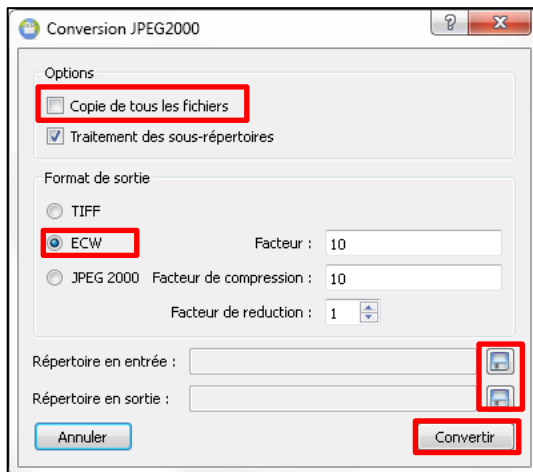 Conversion JPEG2000
Options
Copie de tous les fichiers
Traitement des sous-répertoires
Format de sortie
TIFF
ECW Facteur : 10
JPEG 2000 Facteur de compression : 10
Facteur de reduction : 1
Répertoire en entrée :
Répertoire en sortie :
Annuler Convertir